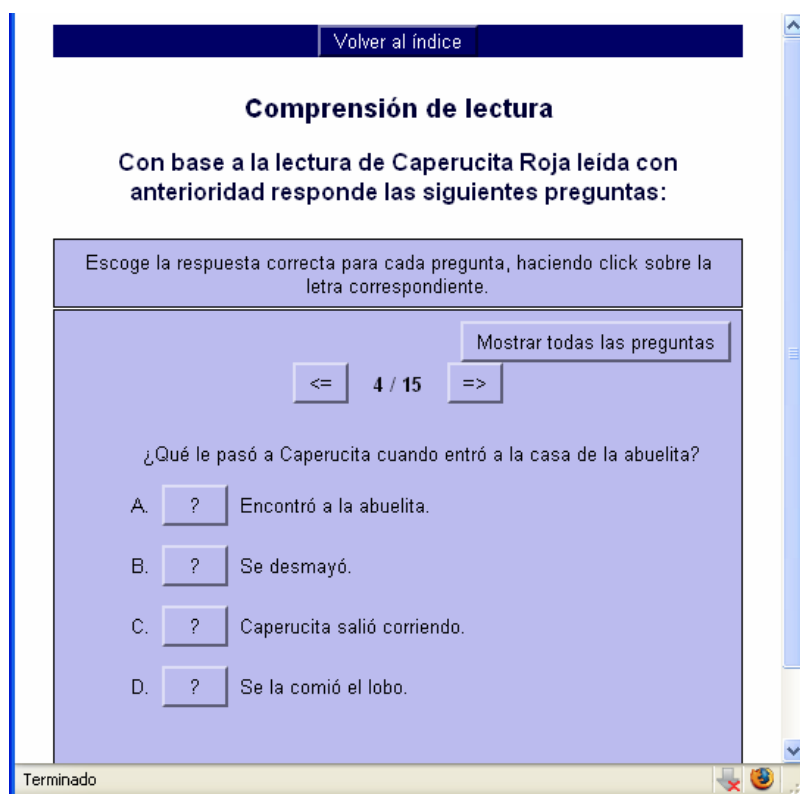 Volver al índice
Comprensión de lectura
Con base a la lectura de Caperucita Roja leída con
anterioridad responde las siguientes preguntas:
Escoge la respuesta correcta para cada pregunta, haciendo click sobre la
letra correspondiente.
Mostrar todas las preguntas
<= 4 / 15 =>
¿Qué le pasó a Caperucita cuando entró a la casa de la abuelita?
A. ? Encontró a la abuelita.
B. ? Se desmayó.
C. ? Caperucita salió corriendo.
D. ? Se la comió el lobo.
Terminado